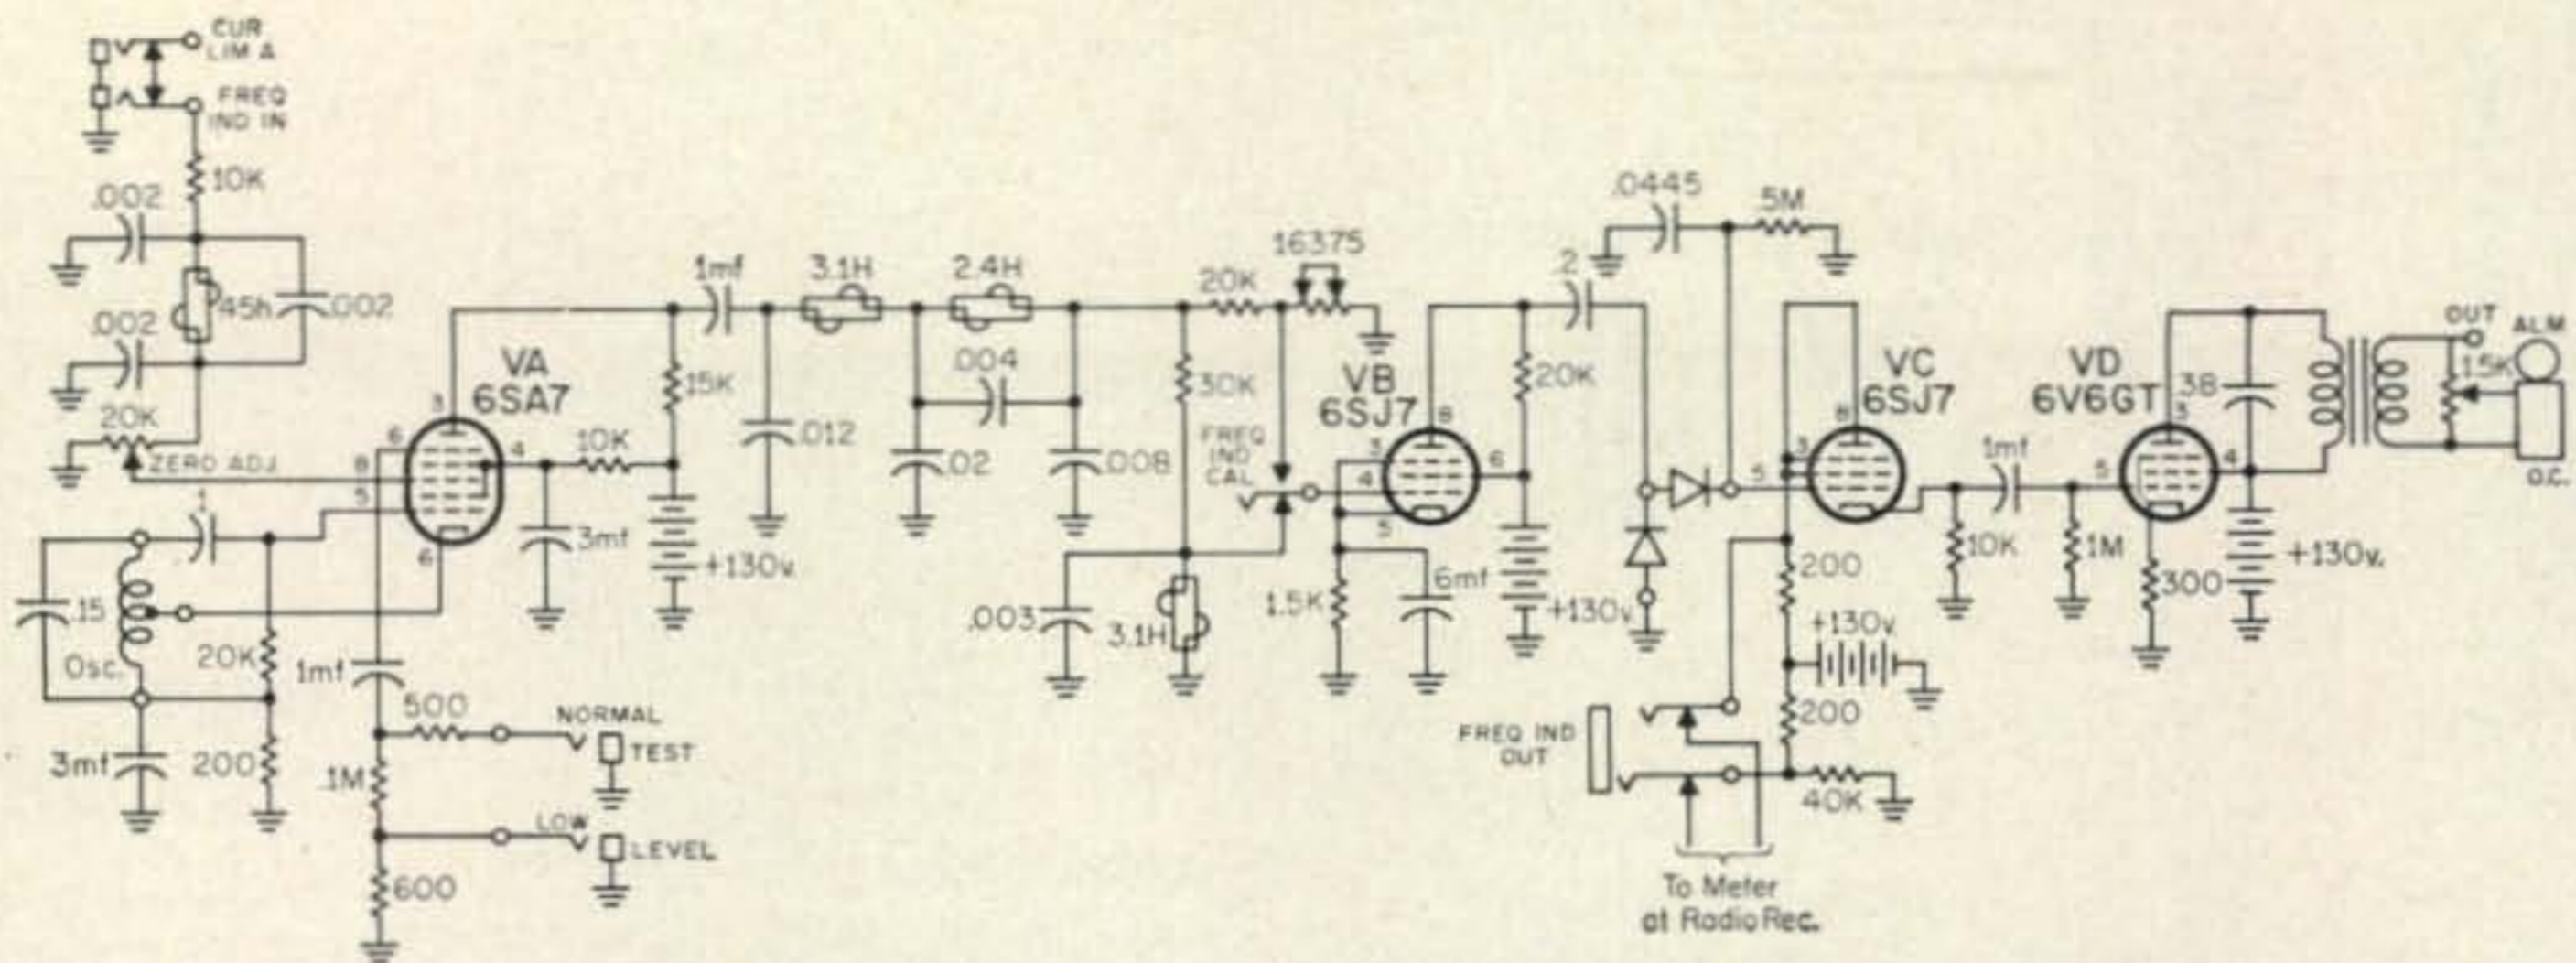 CUR
LIM A
FREQ
IND IN
10K
.002
45h
.002
.002
20K
ZERO ADJ.
.1
.15
Osc.
20K
3mf
200
VA
6SA7
3
6
8
5
4
6
10K
15K
3mf
+130v.
1mf
500
NORMAL
TEST
.1M
LOW
LEVEL
600
1mf
3.1H
2.4H
.012
.004
.02
.008
20K
16375
30K
FREQ
IND
CAL
.003
3.1H
VB
6SJ7
8
3
4
5
6
1.5K
6mf
20K
+130v.
.2
.0445
.5M
VC
6SJ7
8
3
5
200
+130v.
200
40K
FREQ IND
OUT
To Meter
at Radio Rec.
10K
1mf
1M
VD
6V6GT
3
5
4
300
.38
+130v.
OUT
ALM
1.5K
O.C.